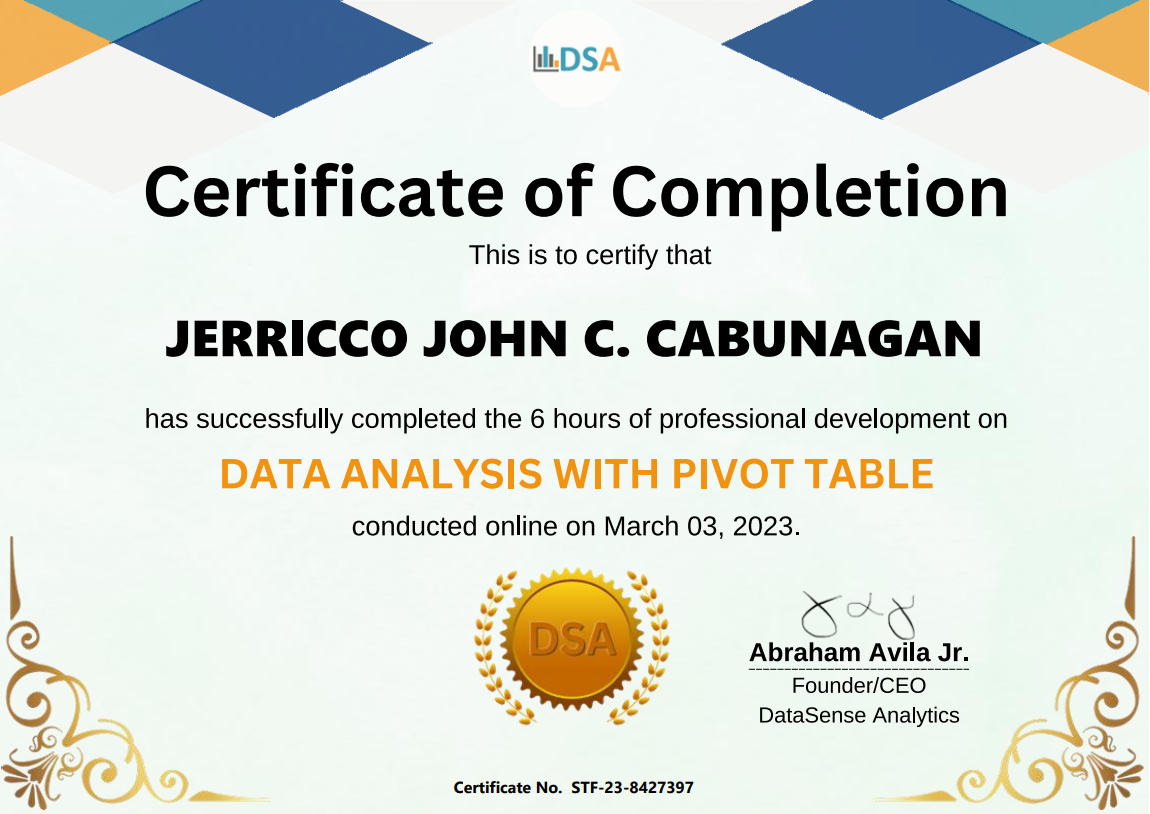 DSA
Certificate of Completion
This is to certify that
JERRICCO JOHN C. CABUNAGAN
has successfully completed the 6 hours of professional development on
DATA ANALYSIS WITH PIVOT TABLE
conducted online on March 03, 2023.
DSA
Abraham Avila Jr.
Founder/CEO
DataSense Analytics
Certificate No. STF-23-8427397